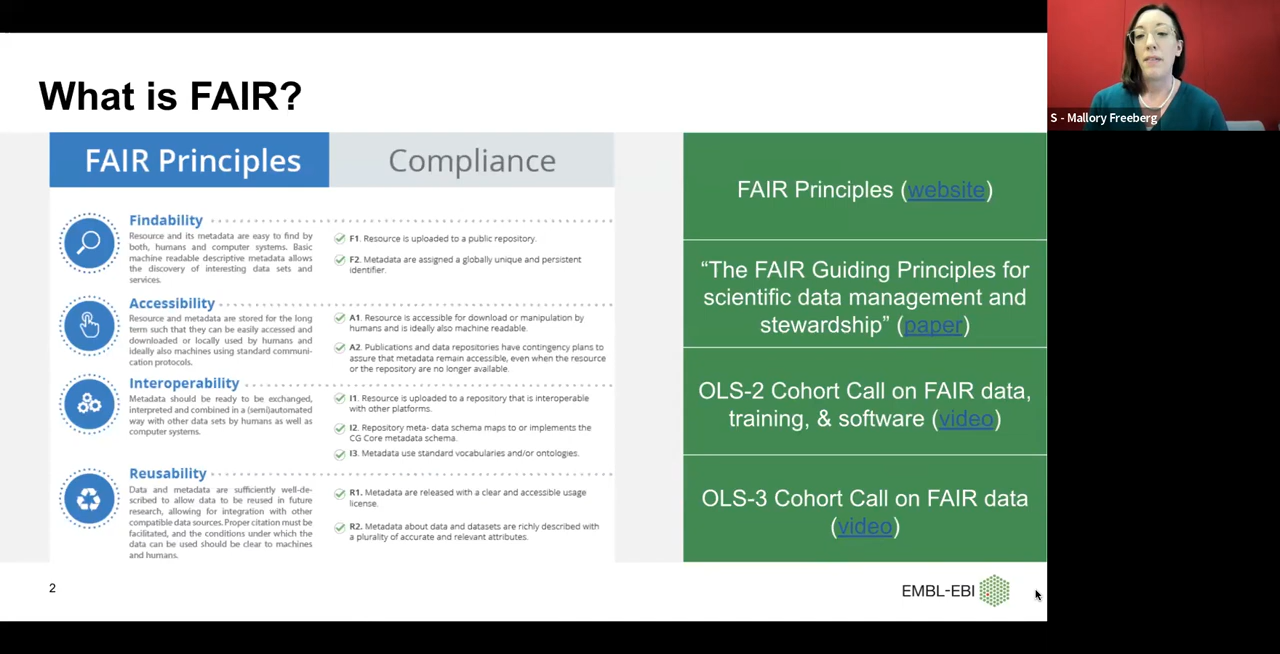 What is FAIR?
FAIR Principles
Compliance
Findability
Resource and its metadata are easy to find by
both, humans and computer systems. Basic
machine readable descriptive metadata allows
the discovery of interesting data sets and
services.
F1. Resource is uploaded to a public repository.
F2. Metadata are assigned a globally unique and persistent
identifier.
Accessibility
Resource and metadata are stored for the long
term such that they can be easily accessed and
downloaded or locally used by humans and
ideally also machines using standard communi-
cation protocols.
A1. Resource is accessible for download or manipulation by
humans and is ideally also machine readable.
A2. Publications and data repositories have contingency plans to
assure that metadata remain accessible, even when the resource
or the repository are no longer available.
Interoperability
Metadata should be ready to be exchanged,
interpreted and combined in a (semi)automated
way with other data sets by humans as well as
computer systems.
I1. Resource is uploaded to a repository that is interoperable
with other platforms.
I2. Repository meta- data schema maps to or implements the
CG Core metadata schema.
I3. Metadata use standard vocabularies and/or ontologies.
Reusability
Data and metadata are sufficiently well-de-
scribed to allow data to be reused in future
research, allowing for integration with other
compatible data sources. Proper citation must be
facilitated, and the conditions under which the
data can be used should be clear to machines
and humans.
R1. Metadata are released with a clear and accessible usage
license.
R2. Metadata about data and datasets are richly described with
a plurality of accurate and relevant attributes.
FAIR Principles (website)
“The FAIR Guiding Principles for
scientific data management and
stewardship” (paper)
OLS-2 Cohort Call on FAIR data,
training, & software (video)
OLS-3 Cohort Call on FAIR data
(video)
2
EMBL-EBI
S - Mallory Freeberg